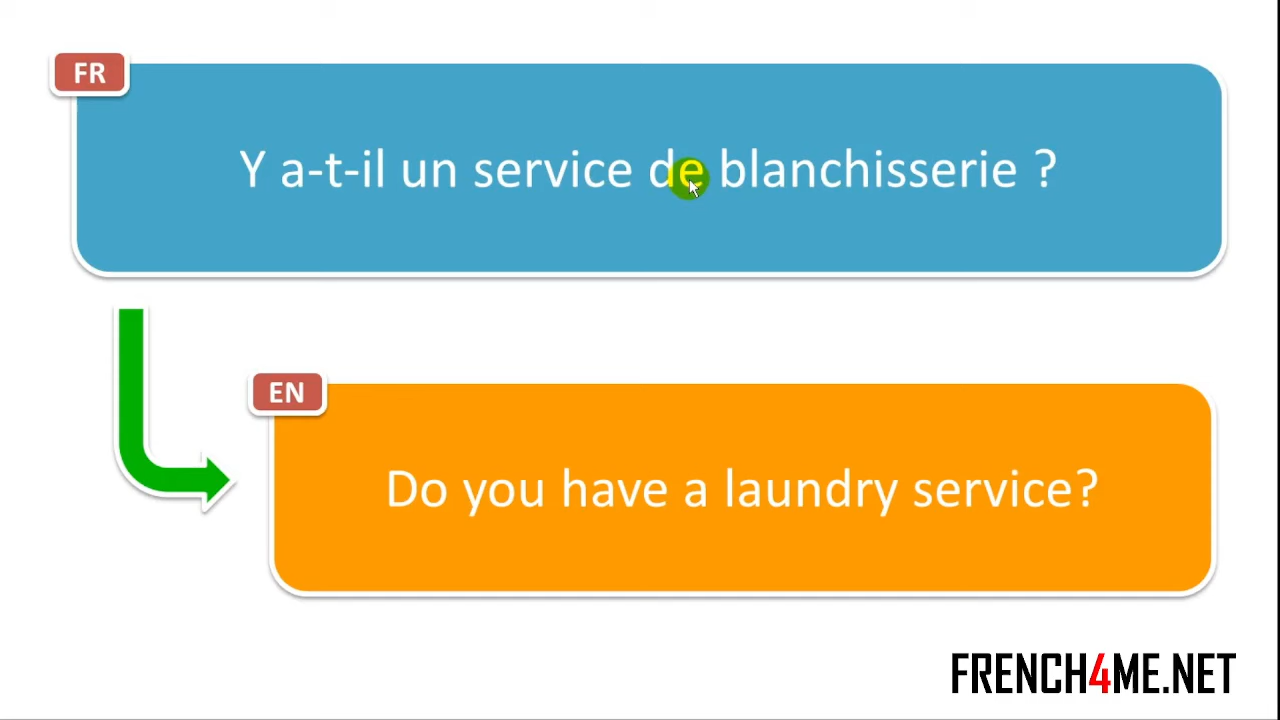 FR
Y a-t-il un service de blanchisserie ?
EN
Do you have a laundry service?
FRENCH4ME.NET